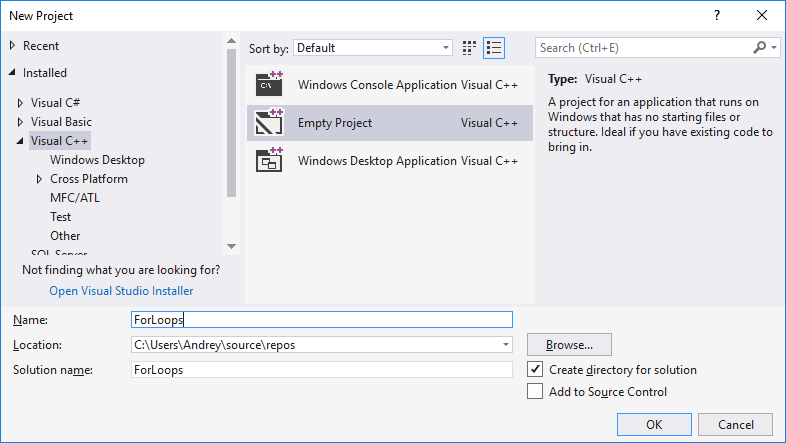 New Project
?
Recent
Installed
Visual C#
Visual Basic
Visual C++
Windows Desktop
Cross Platform
MFC/ATL
Test
Other
SQL Server
Not finding what you are looking for?
Open Visual Studio Installer
Sort by: Default
C:\
Windows Console Application Visual C++
Empty Project Visual C++
Windows Desktop Application Visual C++
Search (Ctrl+E)
Type: Visual C++
A project for an application that runs on
Windows that has no starting files or
structure. Ideal if you have existing code to
bring in.
Name: ForLoops
Location: C:\Users\Andrey\source\repos
Browse...
Solution name: ForLoops
Create directory for solution
Add to Source Control
OK
Cancel